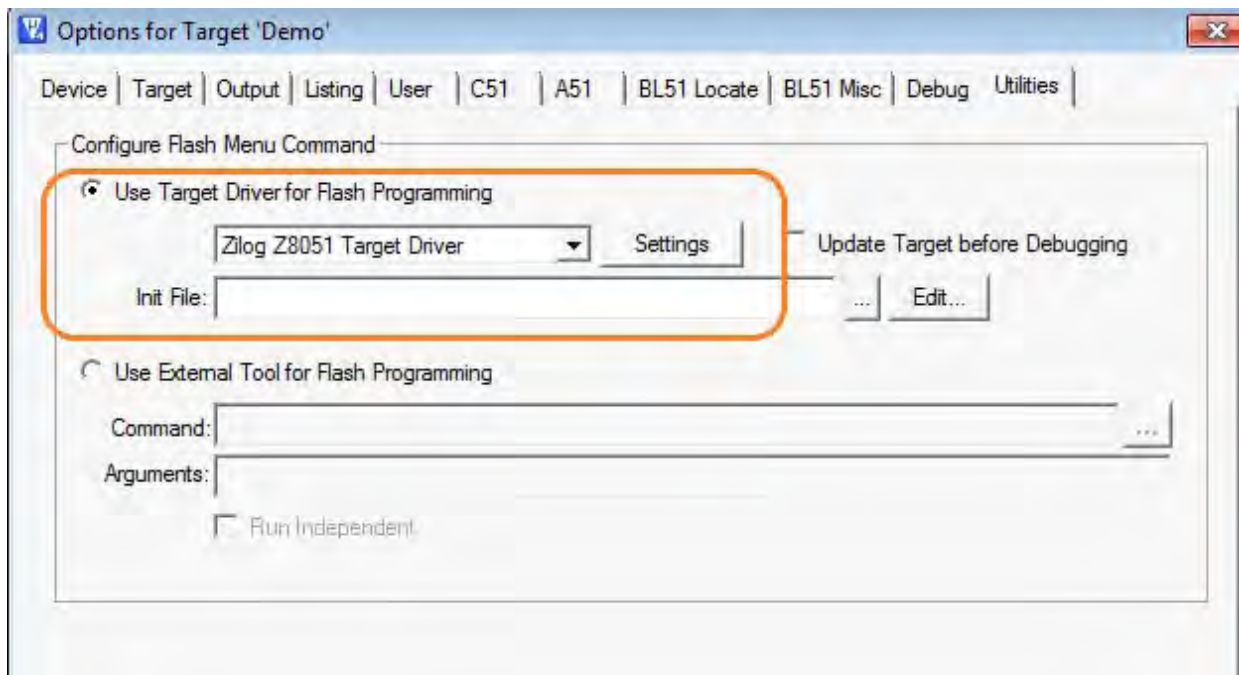 Options for Target 'Demo'
Device Target Output Listing User C51 A51 BL51 Locate BL51 Misc Debug Utilities
Configure Flash Menu Command
Use Target Driver for Flash Programming
Zilog Z8051 Target Driver Settings Update Target before Debugging
Init File: ... Edit...
Use External Tool for Flash Programming
Command: ...
Arguments:
Run Independent